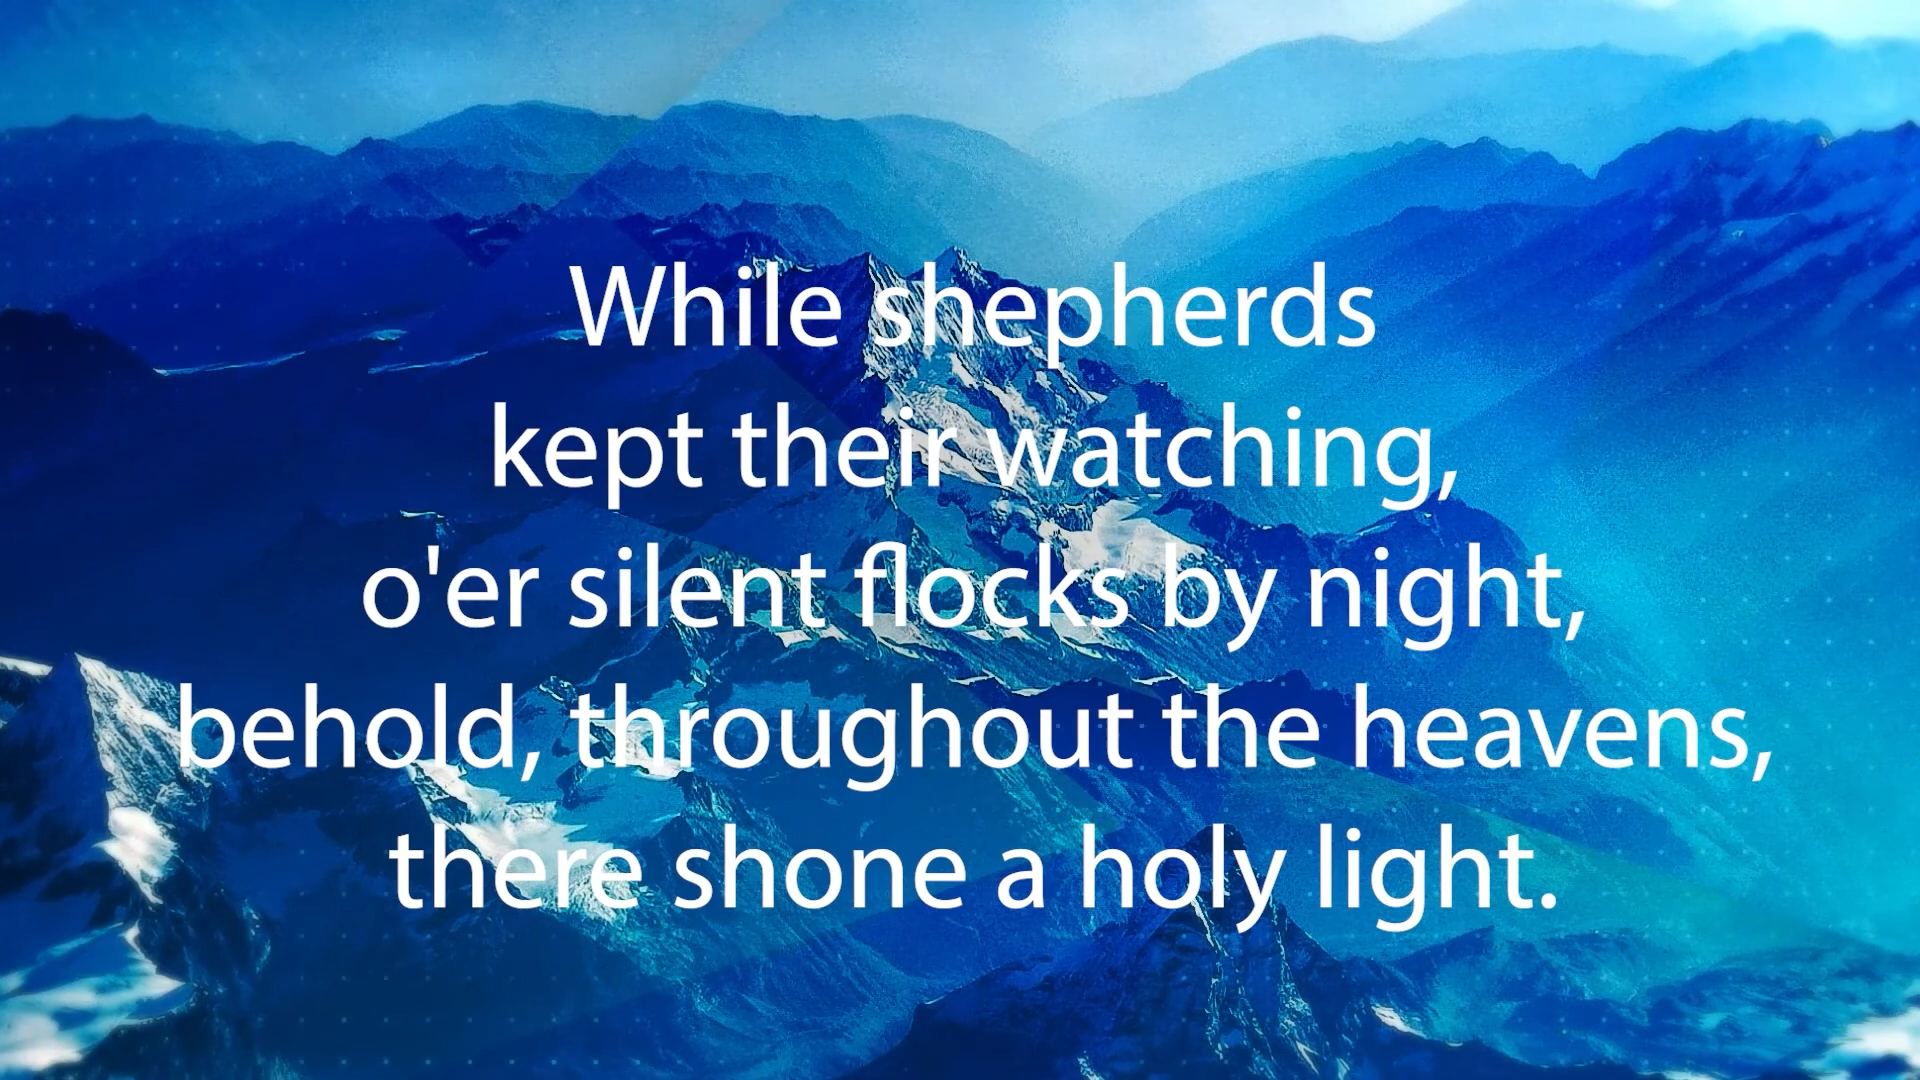 While shepherds
kept their watching,
o'er silent flocks by night,
behold, throughout the heavens,
there shone a holy light.